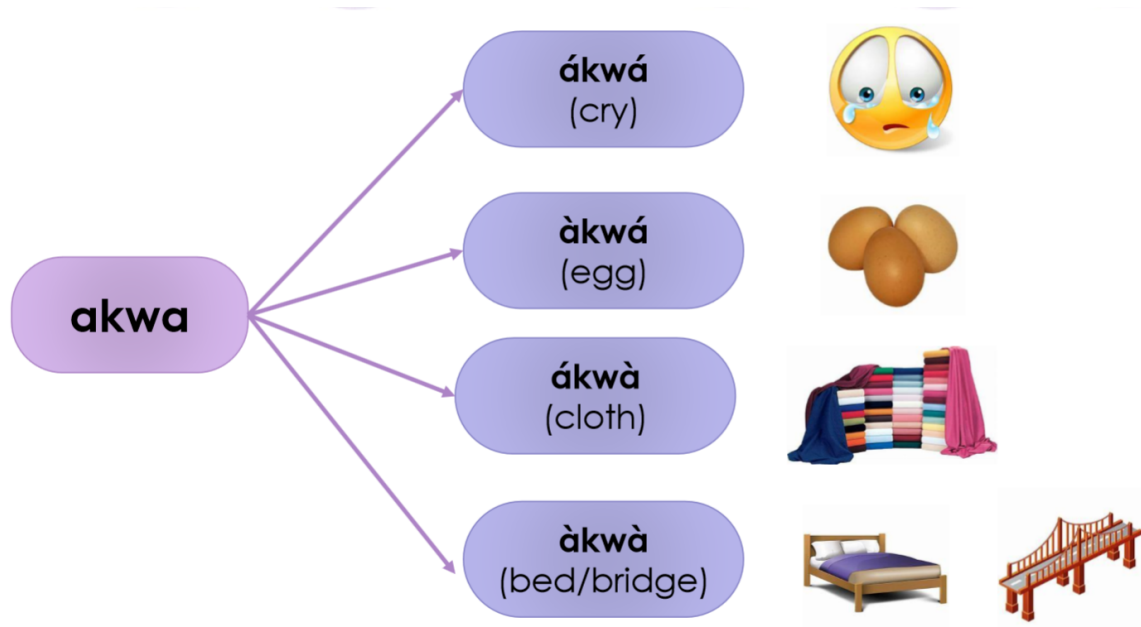 akwa
ákwá
(cry)
àkwá
(egg)
ákwà
(cloth)
àkwà
(bed/bridge)